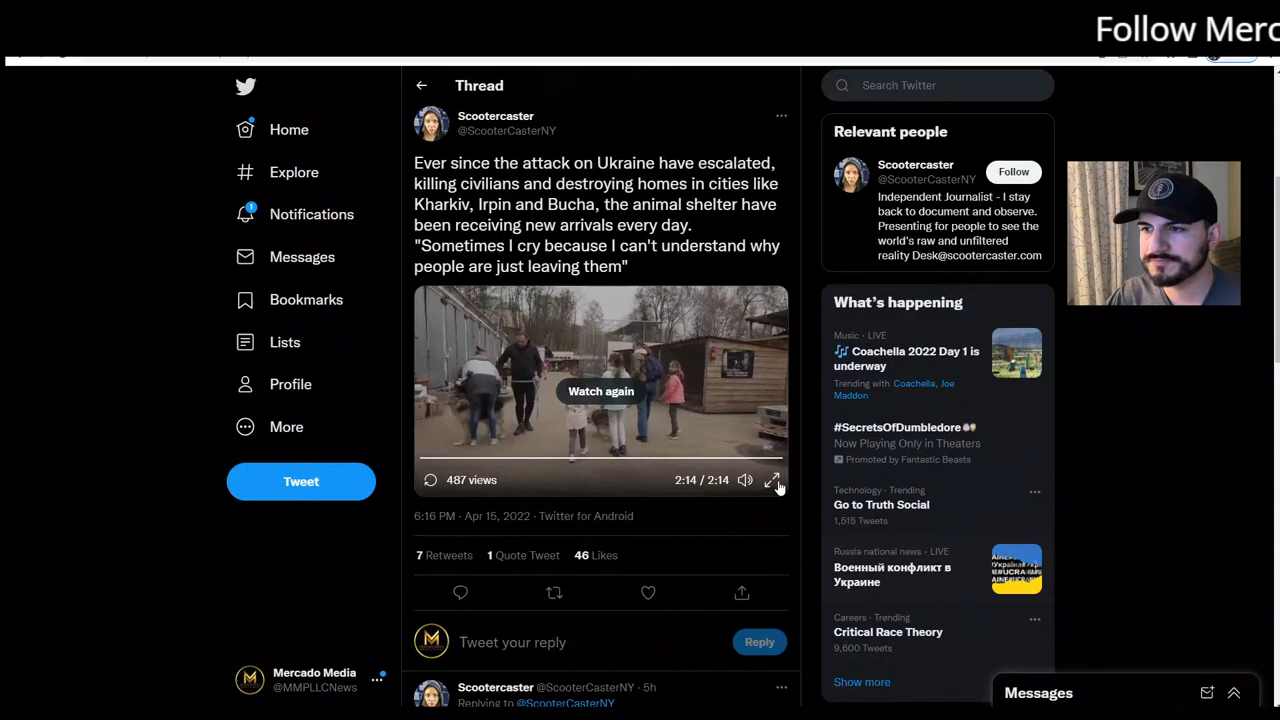 Follow Merc
Thread
Scootercaster
@ScooterCasterNY
Ever since the attack on Ukraine have escalated,
killing civilians and destroying homes in cities like
Kharkiv, Irpin and Bucha, the animal shelter have
been receiving new arrivals every day.
"Sometimes I cry because I can't understand why
people are just leaving them"
Watch again
487 views
2:14 / 2:14
6:16 PM · Apr 15, 2022 · Twitter for Android
7 Retweets 1 Quote Tweet 46 Likes
Tweet your reply
Reply
Scootercaster @ScooterCasterNY · 5h
Replying to @ScooterCasterNY
Home
Explore
1
Notifications
Messages
Bookmarks
Lists
Profile
More
Tweet
Mercado Media
@MMPLLCNews
Search Twitter
Relevant people
Scootercaster
@ScooterCasterNY
Follow
Independent Journalist - I stay
back to document and observe.
Presenting for people to see the
world's raw and unfiltered
reality Desk@scootercaster.com
What's happening
Music · LIVE
🎶 Coachella 2022 Day 1 is
underway
Trending with Coachella, Joe
Maddon
#SecretsOfDumbledore
Now Playing Only in Theaters
Promoted by Fantastic Beasts
Technology · Trending
Go to Truth Social
1,515 Tweets
Russia national news · LIVE
Военный конфликт в
Украине
Careers · Trending
Critical Race Theory
9,600 Tweets
Show more
Messages